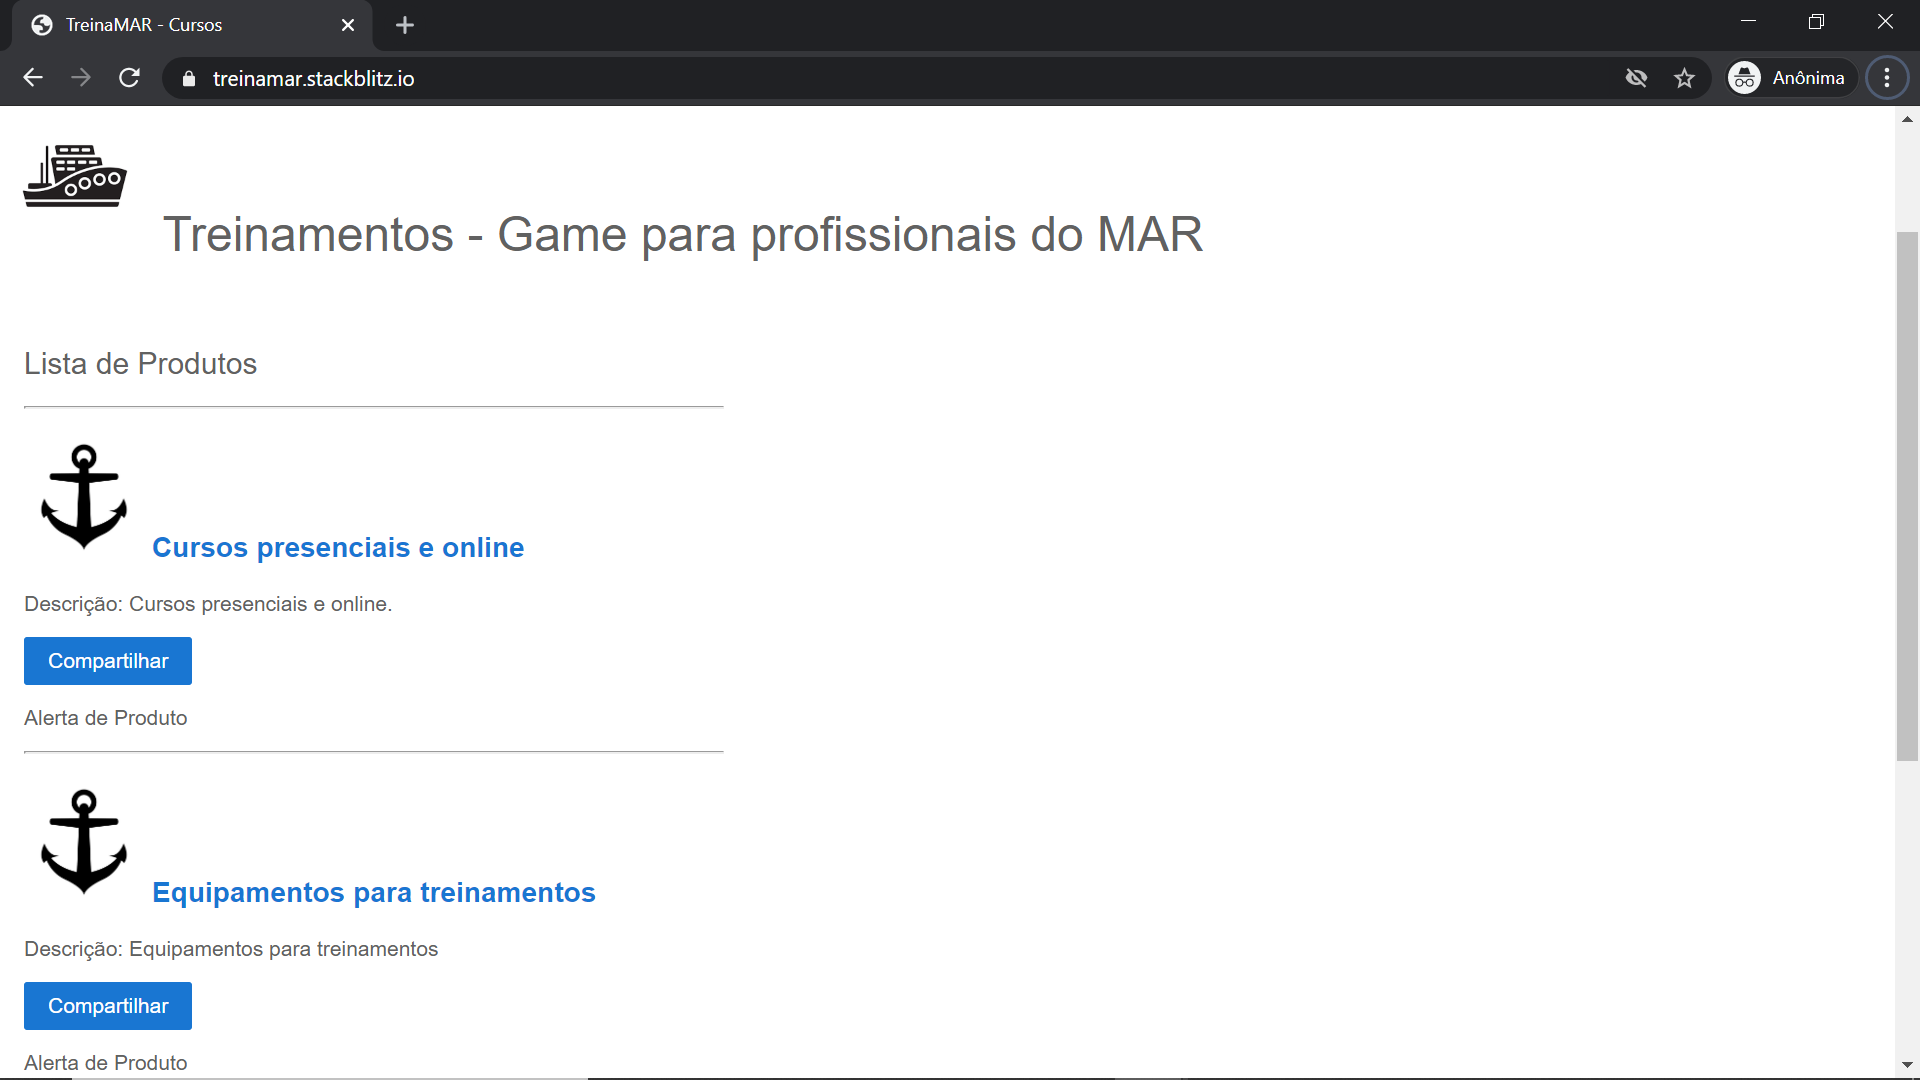 TreinaMAR - Cursos
treinamar.stackblitz.io
Anônima
Treinamentos - Game para profissionais do MAR
Lista de Produtos
Cursos presenciais e online
Descrição: Cursos presenciais e online.
Compartilhar
Alerta de Produto
Equipamentos para treinamentos
Descrição: Equipamentos para treinamentos
Compartilhar
Alerta de Produto